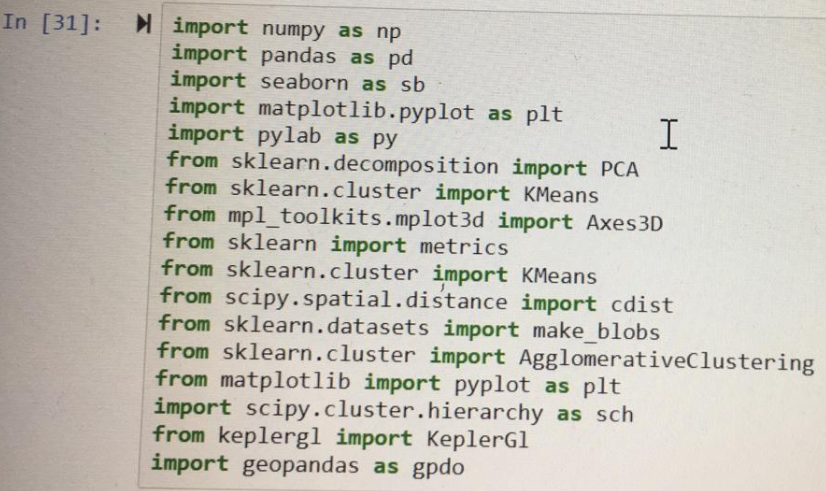 In [31]: import numpy as np
import pandas as pd
import seaborn as sb
import matplotlib.pyplot as plt
import pylab as py
from sklearn.decomposition import PCA
from sklearn.cluster import KMeans
from mpl_toolkits.mplot3d import Axes3D
from sklearn import metrics
from sklearn.cluster import KMeans
from scipy.spatial.distance import cdist
from sklearn.datasets import make_blobs
from sklearn.cluster import AgglomerativeClustering
from matplotlib import pyplot as plt
import scipy.cluster.hierarchy as sch
from keplergl import KeplerGl
import geopandas as gpdo